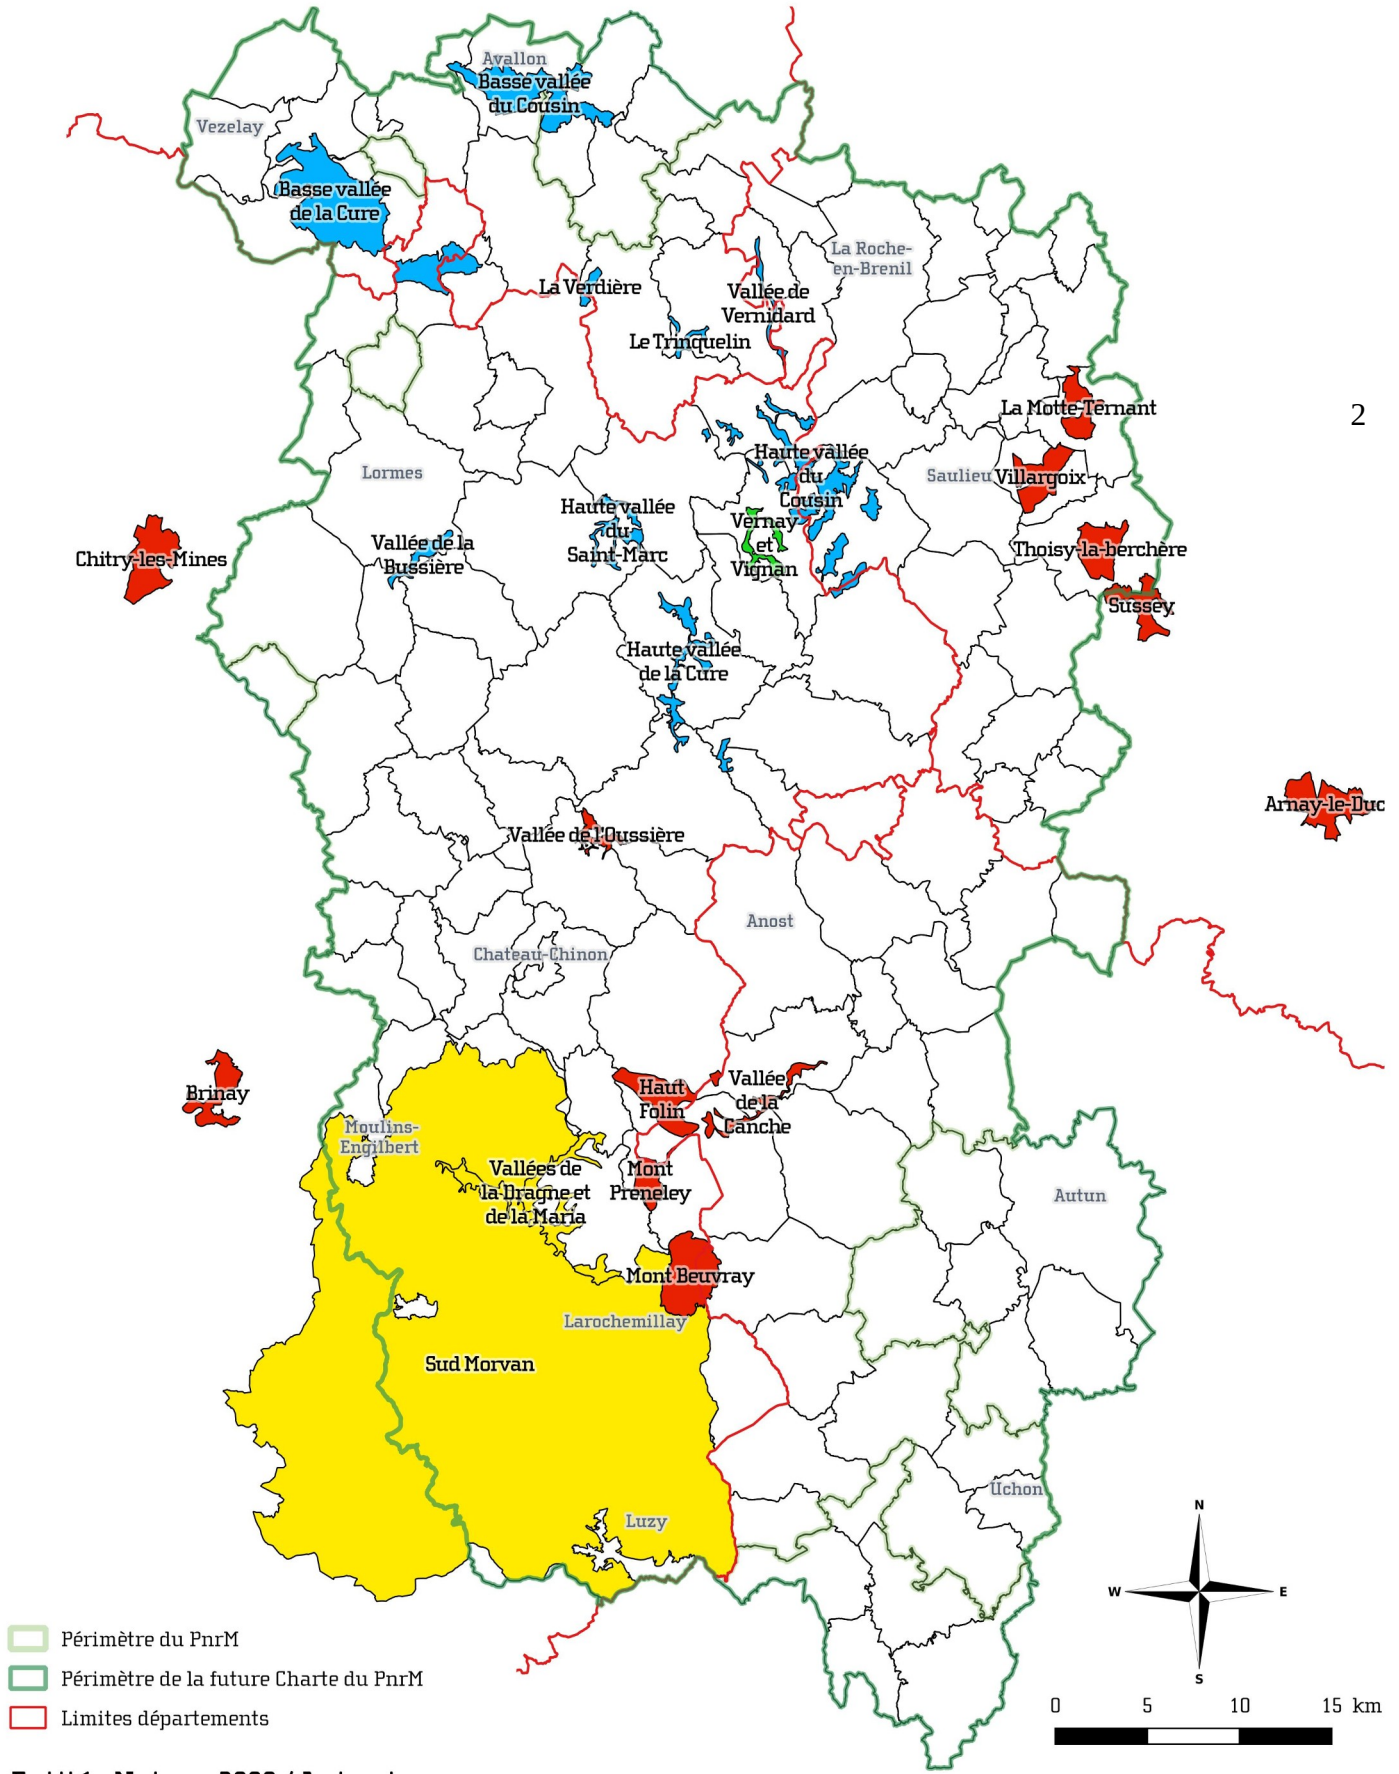 Avallon
Basse vallée
du Cousin
Vezelay
Basse vallée
de la Cure
La Roche-
en-Brenil
La Verdière
Vallée de
Vernidard
Le Trinquelin
La Motte-Ternant
2
Lormes
Haute vallée
du
Cousin
Saulieu
Villargoix
Haute vallée
du
Saint-Marc
Vernay
et
Vignan
Chitry-les-Mines
Vallée de la
Bussière
Thoisy-la-berchère
Sussey
Haute vallée
de la Cure
Arnay-le-Duc
Vallée de l'Oussière
Anost
Chateau-Chinon
Brinay
Haut
Folin
Vallée
de la
Canche
Moulins-
Engilbert
Vallées de
la Dragne et
de la Maria
Mont
Preneley
Autun
Mont Beuvray
Larochemillay
Sud Morvan
Uchon
Luzy
N
W
E
S
Périmètre du PnrM
Périmètre de la future Charte du PnrM
Limites départements
0 5 10 15 km